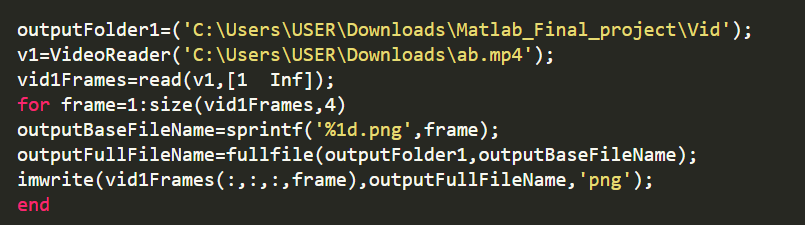 outputFolder1=('C:\Users\USER\Downloads\Matlab_Final_project\Vid');
v1=VideoReader('C:\Users\USER\Downloads\ab.mp4');
vid1Frames=read(v1,[1  Inf]);
for frame=1:size(vid1Frames,4)
outputBaseFileName=sprintf('%1d.png',frame);
outputFullFileName=fullfile(outputFolder1,outputBaseFileName);
imwrite(vid1Frames(:,:,:,frame),outputFullFileName,'png');
end